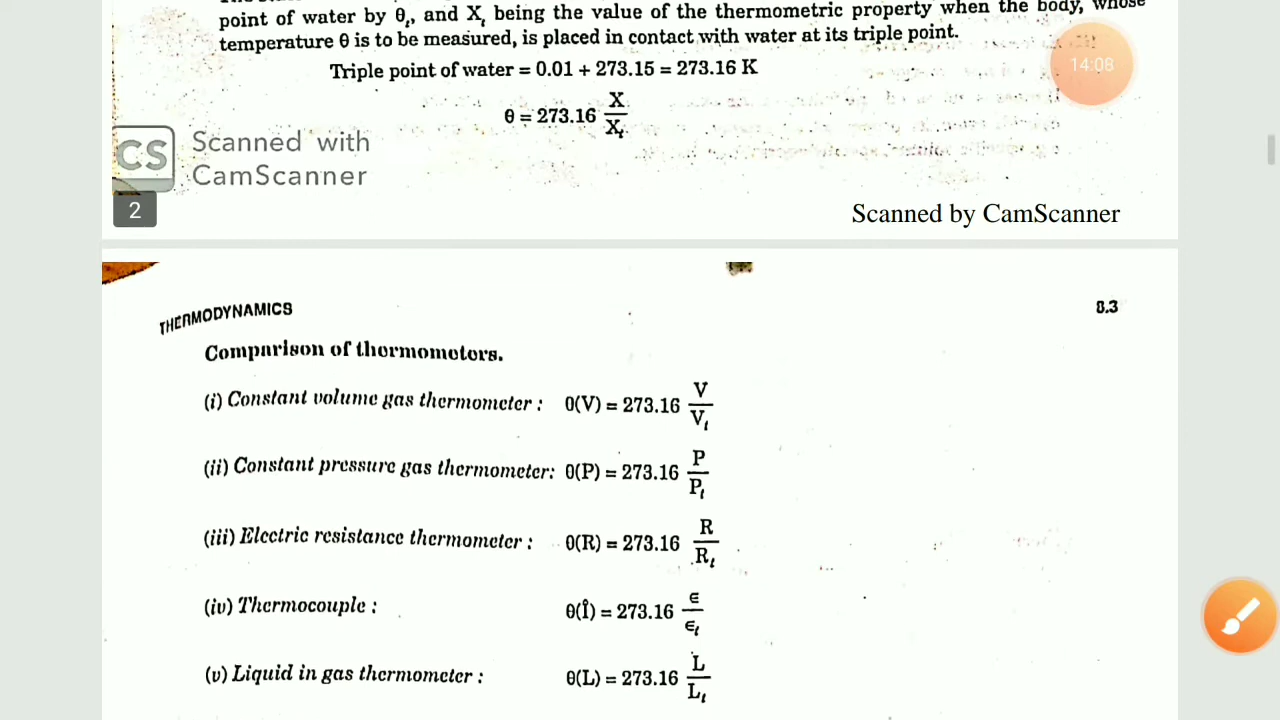 point of water by θt, and Xt being the value of the thermometric property when the body, whose
temperature θ is to be measured, is placed in contact with water at its triple point.
Triple point of water = 0.01 + 273.15 = 273.16 K
14:08
θ = 273.16 X/Xt
CS Scanned with
CamScanner
2
Scanned by CamScanner
THERMODYNAMICS 8.3
Comparison of thermometers.
(i) Constant volume gas thermometer : θ(V) = 273.16 V/Vt
(ii) Constant pressure gas thermometer: θ(P) = 273.16 P/Pt
(iii) Electric resistance thermometer : θ(R) = 273.16 R/Rt
(iv) Thermocouple : θ(Î) = 273.16 ϵ/ϵt
(v) Liquid in gas thermometer : θ(L) = 273.16 L/Lt